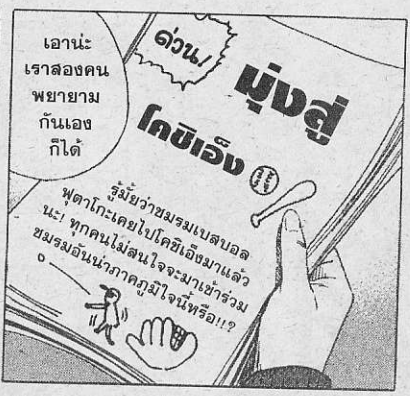 เอาน่ะ
เราสองคน
พยายาม
กันเอง
ก็ได้
ด่วน!
มุ่งสู่
โคชิเอ็ง
รู้มั้ยว่าชมรมเบสบอล
ฟุตาโกะเคยไปโคชิเอ็งมาแล้ว
นะ! ทุกคนไม่สนใจจะมาเข้าร่วม
ชมรมอันน่าภาคภูมิใจนี้หรือ!!?